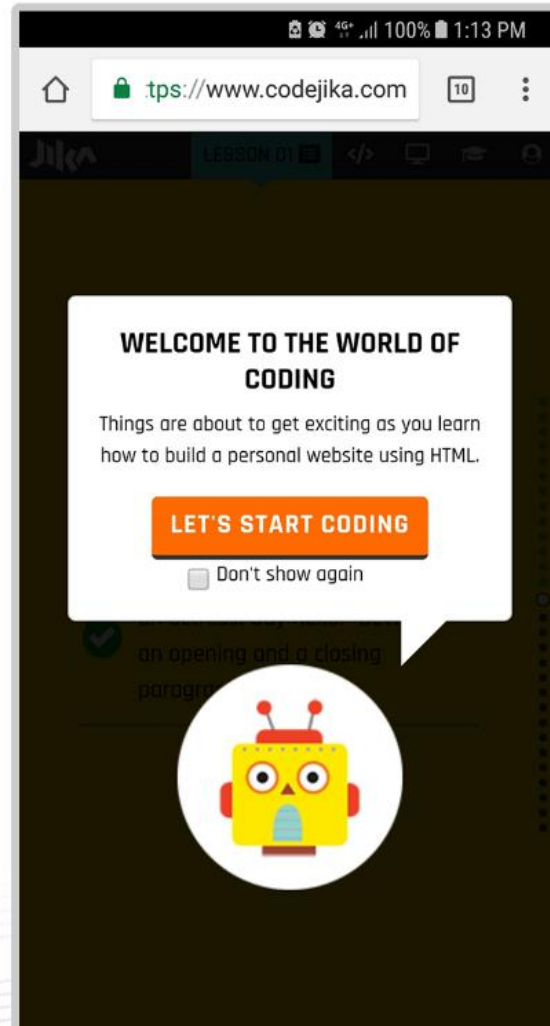 4G+ 100% 1:13 PM
tps://www.codejika.com 10
JIKA LESSON 01 </>
WELCOME TO THE WORLD OF
CODING
Things are about to get exciting as you learn
how to build a personal website using HTML.
LET'S START CODING
Don't show again
an opening and a closing